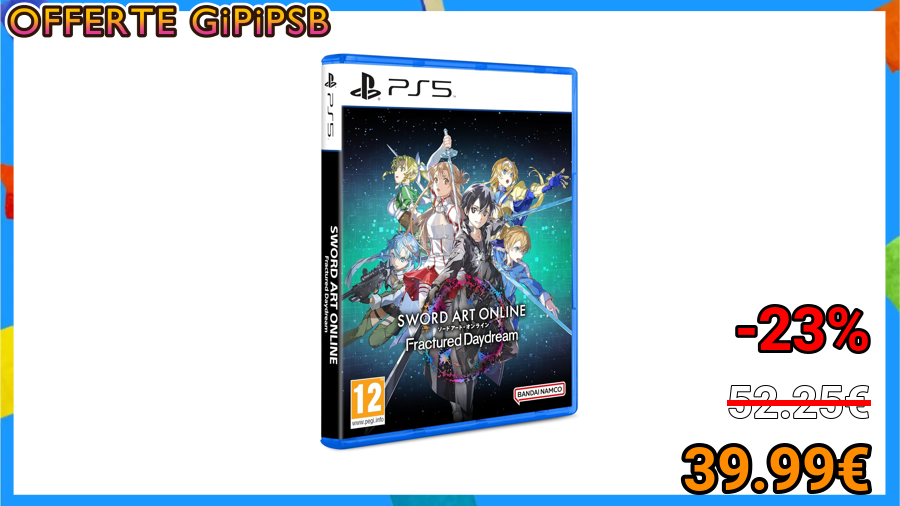 OFFERTE GiPiPSB
PS5
PS5
SWORD ART ONLINE
Fractured Daydream
SWORD ART ONLINE
ソードアート・オンライン
Fractured Daydream
12
www.pegi.info
BANDAI NAMCO
-23%
52.25€
39.99€